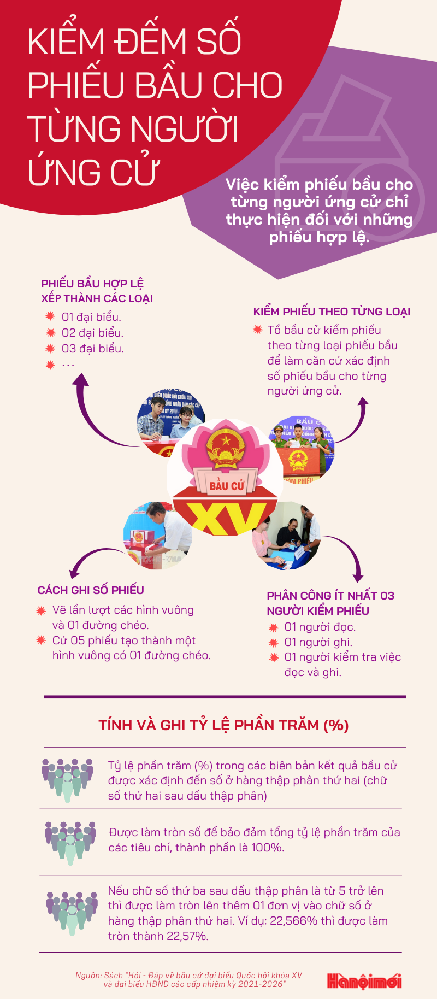 KIỂM ĐẾM SỐ
PHIẾU BẦU CHO
TỪNG NGƯỜI
ỨNG CỬ
Việc kiểm phiếu bầu cho
từng người ứng cử chỉ
thực hiện đối với những
phiếu hợp lệ.
PHIẾU BẦU HỢP LỆ
XẾP THÀNH CÁC LOẠI
01 đại biểu.
02 đại biểu.
03 đại biểu.
...
KIỂM PHIẾU THEO TỪNG LOẠI
Tổ bầu cử kiểm phiếu
theo từng loại phiếu bầu
để làm căn cứ xác định
số phiếu bầu cho từng
người ứng cử.
BIỂU QUỐC HỘI KHÓA XV
BẦU CỬ
XV
HÒM PHIẾU
CÁCH GHI SỐ PHIẾU
Vẽ lần lượt các hình vuông
và 01 đường chéo.
Cứ 05 phiếu tạo thành một
hình vuông có 01 đường chéo.
PHÂN CÔNG ÍT NHẤT 03
NGƯỜI KIỂM PHIẾU
01 người đọc.
01 người ghi.
01 người kiểm tra việc
đọc và ghi.
TÍNH VÀ GHI TỶ LỆ PHẦN TRĂM (%)
Tỷ lệ phần trăm (%) trong các biên bản kết quả bầu cử
được xác định đến số ở hàng thập phân thứ hai (chữ
số thứ hai sau dấu thập phân)
Được làm tròn số để bảo đảm tổng tỷ lệ phần trăm của
các tiêu chí, thành phần là 100%.
Nếu chữ số thứ ba sau dấu thập phân là từ 5 trở lên
thì được làm tròn lên thêm 01 đơn vị vào chữ số ở
hàng thập phân thứ hai. Ví dụ: 22,566% thì được làm
tròn thành 22,57%.
Nguồn: Sách "Hỏi - Đáp về bầu cử đại biểu Quốc hội khóa XV
và đại biểu HĐND các cấp nhiệm kỳ 2021-2026"
Hànộimới